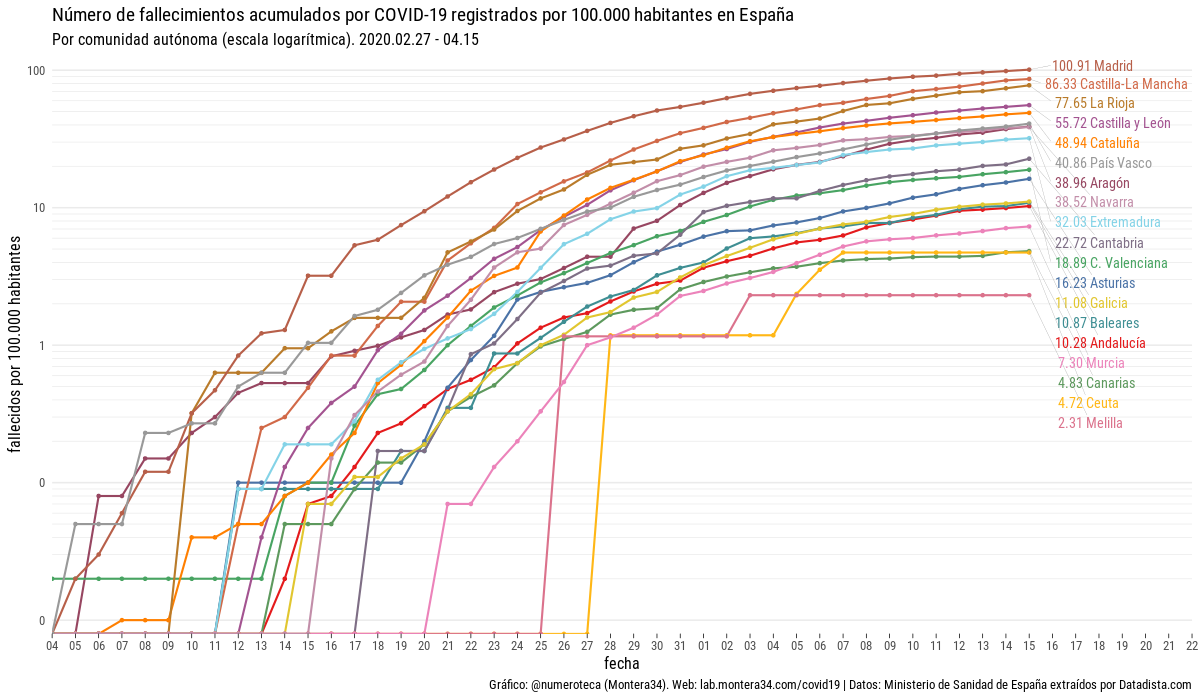 Número de fallecimientos acumulados por COVID-19 registrados por 100.000 habitantes en España
Por comunidad autónoma (escala logarítmica). 2020.02.27 - 04.15
fallecidos por 100.000 habitantes
100
10
1
0
0
100.91 Madrid
86.33 Castilla-La Mancha
77.65 La Rioja
55.72 Castilla y León
48.94 Cataluña
40.86 País Vasco
38.96 Aragón
38.52 Navarra
32.03 Extremadura
22.72 Cantabria
18.89 C. Valenciana
16.23 Asturias
11.08 Galicia
10.87 Baleares
10.28 Andalucía
7.30 Murcia
4.83 Canarias
4.72 Ceuta
2.31 Melilla
04 05 06 07 08 09 10 11 12 13 14 15 16 17 18 19 20 21 22 23 24 25 26 27 28 29 30 31 01 02 03 04 05 06 07 08 09 10 11 12 13 14 15 16 17 18 19 20 21 22
fecha
Gráfico: @numeroteca (Montera34). Web: lab.montera34.com/covid19 | Datos: Ministerio de Sanidad de España extraídos por Datadista.com